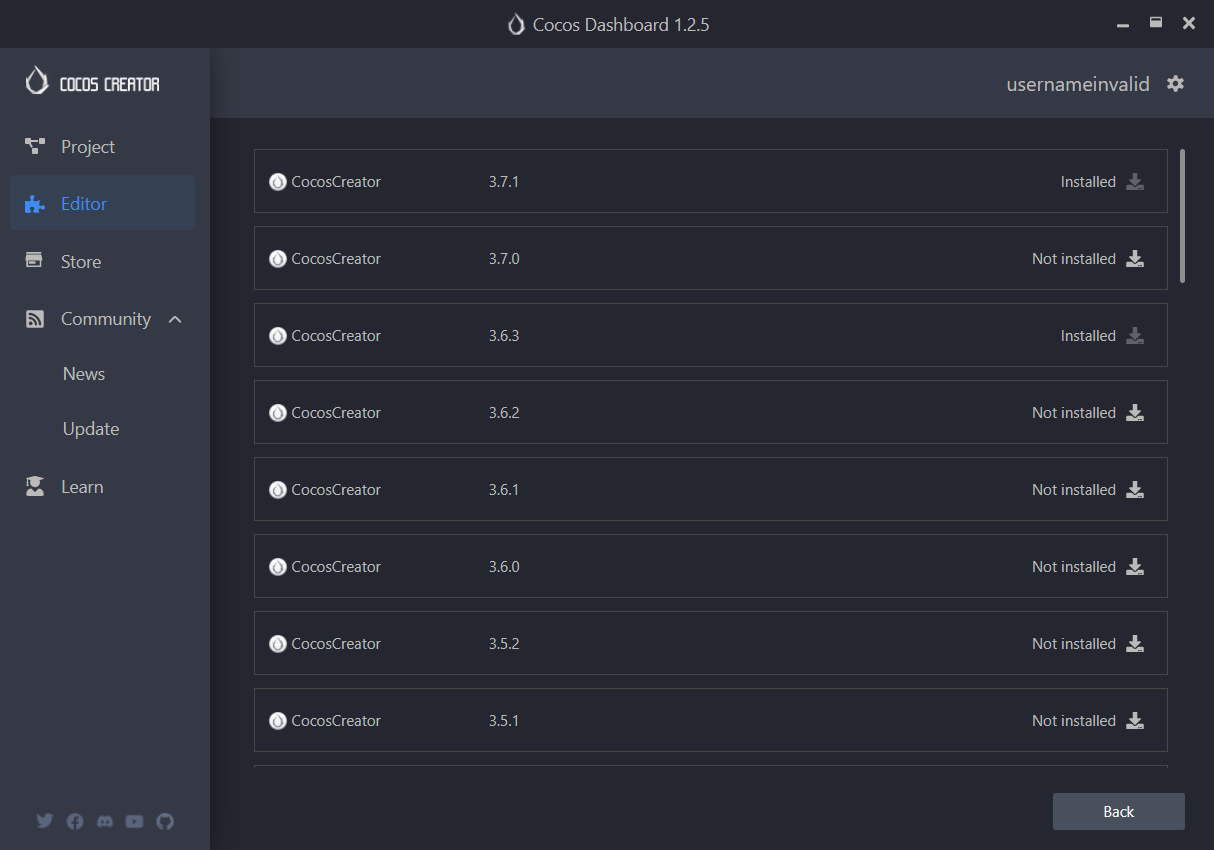 Cocos Dashboard 1.2.5
COCOS CREATOR
usernameinvalid
Project
Editor
Store
Community
News
Update
Learn
CocosCreator 3.7.1 Installed
CocosCreator 3.7.0 Not installed
CocosCreator 3.6.3 Installed
CocosCreator 3.6.2 Not installed
CocosCreator 3.6.1 Not installed
CocosCreator 3.6.0 Not installed
CocosCreator 3.5.2 Not installed
CocosCreator 3.5.1 Not installed
Back